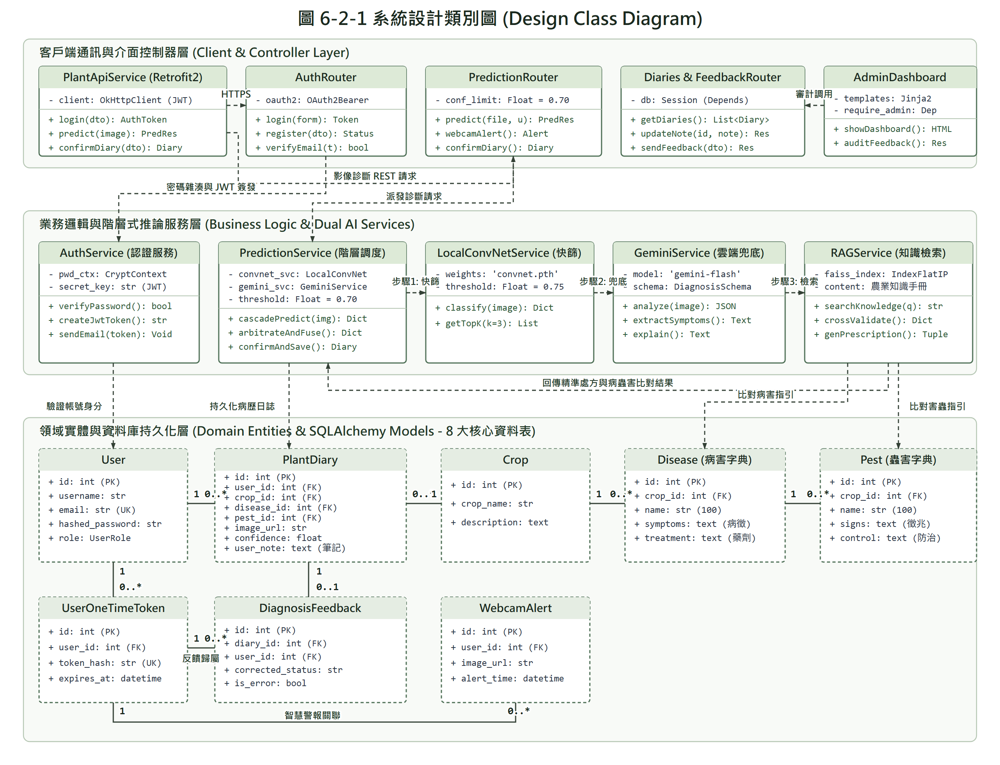 圖 6-2-1 系統設計類別圖 (Design Class Diagram)
客戶端通訊與介面控制器層 (Client & Controller Layer)
PlantApiService (Retrofit2)
- client: OkHttpClient (JWT)
+ login(dto): AuthToken
+ predict(image): PredRes
+ confirmDiary(dto): Diary
HTTPS
AuthRouter
- oauth2: OAuth2Bearer
+ login(form): Token
+ register(dto): Status
+ verifyEmail(t): bool
PredictionRouter
- conf_limit: Float = 0.70
+ predict(file, u): PredRes
+ webcamAlert(): Alert
+ confirmDiary(): Diary
Diaries & FeedbackRouter
- db: Session (Depends)
+ getDiaries(): List<Diary>
+ updateNote(id, note): Res
+ sendFeedback(dto): Res
審計調用
AdminDashboard
- templates: Jinja2
- require_admin: Dep
+ showDashboard(): HTML
+ auditFeedback(): Res
影像診斷 REST 請求
密碼雜湊與 JWT 簽發
派發診斷請求
業務邏輯與階層式推論服務層 (Business Logic & Dual AI Services)
AuthService (認證服務)
- pwd_ctx: CryptContext
- secret_key: str (JWT)
+ verifyPassword(): bool
+ createJwtToken(): str
+ sendEmail(token): Void
PredictionService (階層調度)
- convnet_svc: LocalConvNet
- gemini_svc: GeminiService
- threshold: Float = 0.70
+ cascadePredict(img): Dict
+ arbitrateAndFuse(): Dict
+ confirmAndSave(): Diary
步驟1: 快篩
LocalConvNetService (快篩)
- weights: 'convnet.pth'
- threshold: Float = 0.75
+ classify(image): Dict
+ getTopK(k=3): List
步驟2: 兜底
GeminiService (雲端兜底)
- model: 'gemini-flash'
- schema: DiagnosisSchema
+ analyze(image): JSON
+ extractSymptoms(): Text
+ explain(): Text
步驟3: 檢索
RAGService (知識檢索)
- faiss_index: IndexFlatIP
- content: 農業知識手冊
+ searchKnowledge(q): str
+ crossValidate(): Dict
+ genPrescription(): Tuple
回傳精準處方與病蟲害比對結果
比對病害指引
驗證帳號身分
持久化病歷日誌
比對害蟲指引
領域實體與資料庫持久化層 (Domain Entities & SQLAlchemy Models - 8 大核心資料表)
User
+ id: int (PK)
+ username: str
+ email: str (UK)
+ hashed_password: str
+ role: UserRole
1 0..*
PlantDiary
+ id: int (PK)
+ user_id: int (FK)
+ crop_id: int (FK)
+ disease_id: int (FK)
+ pest_id: int (FK)
+ image_url: str
+ confidence: float
+ user_note: text (筆記)
0..1
Crop
+ id: int (PK)
+ crop_name: str
+ description: text
1 0..*
Disease (病害字典)
+ id: int (PK)
+ crop_id: int (FK)
+ name: str (100)
+ symptoms: text (病徵)
+ treatment: text (藥劑)
1 0..*
Pest (蟲害字典)
+ id: int (PK)
+ crop_id: int (FK)
+ name: str (100)
+ signs: text (徵兆)
+ control: text (防治)
1
0..*
1
0..1
UserOneTimeToken
+ id: int (PK)
+ user_id: int (FK)
+ token_hash: str (UK)
+ expires_at: datetime
1 0..*
反饋歸屬
DiagnosisFeedback
+ id: int (PK)
+ diary_id: int (FK)
+ user_id: int (FK)
+ corrected_status: str
+ is_error: bool
WebcamAlert
+ id: int (PK)
+ user_id: int (FK)
+ image_url: str
+ alert_time: datetime
1
智慧警報關聯
0..*